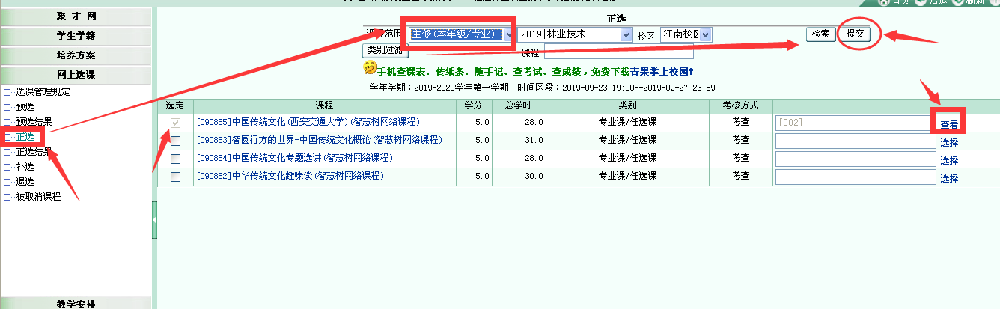 首页 后退 刷新
聚 才 网
学生学籍
培养方案
网上选课
选课管理规定
预选
预选结果
正选
正选结果
补选
退选
被取消课程
教学安排
正选
课程范围 主修(本年级/专业) 2019|林业技术 校区 江南校区 检索 提交
类别过滤 课程
手机查课表、传纸条、随手记、查考试、查成绩，免费下载青果掌上校园!
学年学期：2019-2020学年第一学期 时间区段：2019-09-23 19:00--2019-09-27 23:59
选定 课程 学分 总学时 类别 考核方式
[090865]中国传统文化(西安交通大学)(智慧树网络课程) 5.0 28.0 专业课/任选课 考查 [002] 查看
[090863]智圆行方的世界-中国传统文化概论(智慧树网络课程) 5.0 31.0 专业课/任选课 考查 选择
[090864]中国传统文化专题选讲(智慧树网络课程) 5.0 28.0 专业课/任选课 考查 选择
[090862]中华传统文化趣味谈(智慧树网络课程) 5.0 30.0 专业课/任选课 考查 选择